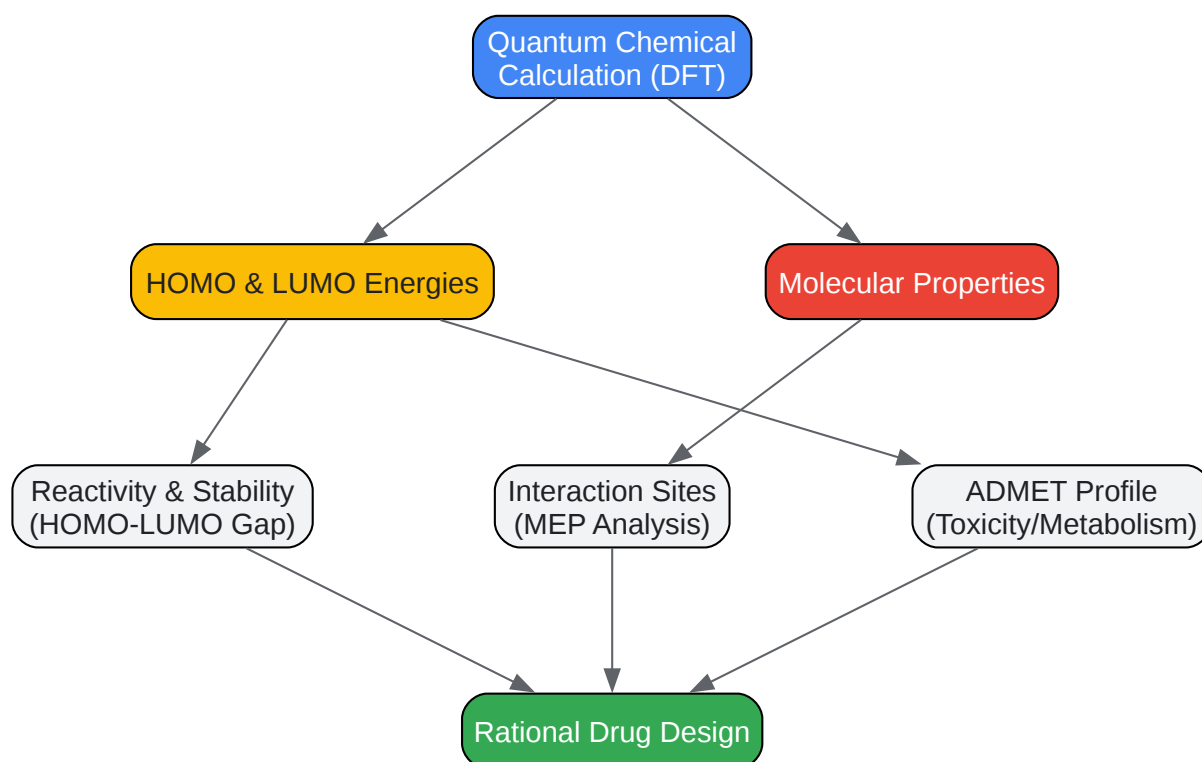 Quantum Chemical
Calculation (DFT)
HOMO & LUMO Energies
Molecular Properties
Reactivity & Stability
(HOMO-LUMO Gap)
Interaction Sites
(MEP Analysis)
ADMET Profile
(Toxicity/Metabolism)
Rational Drug Design